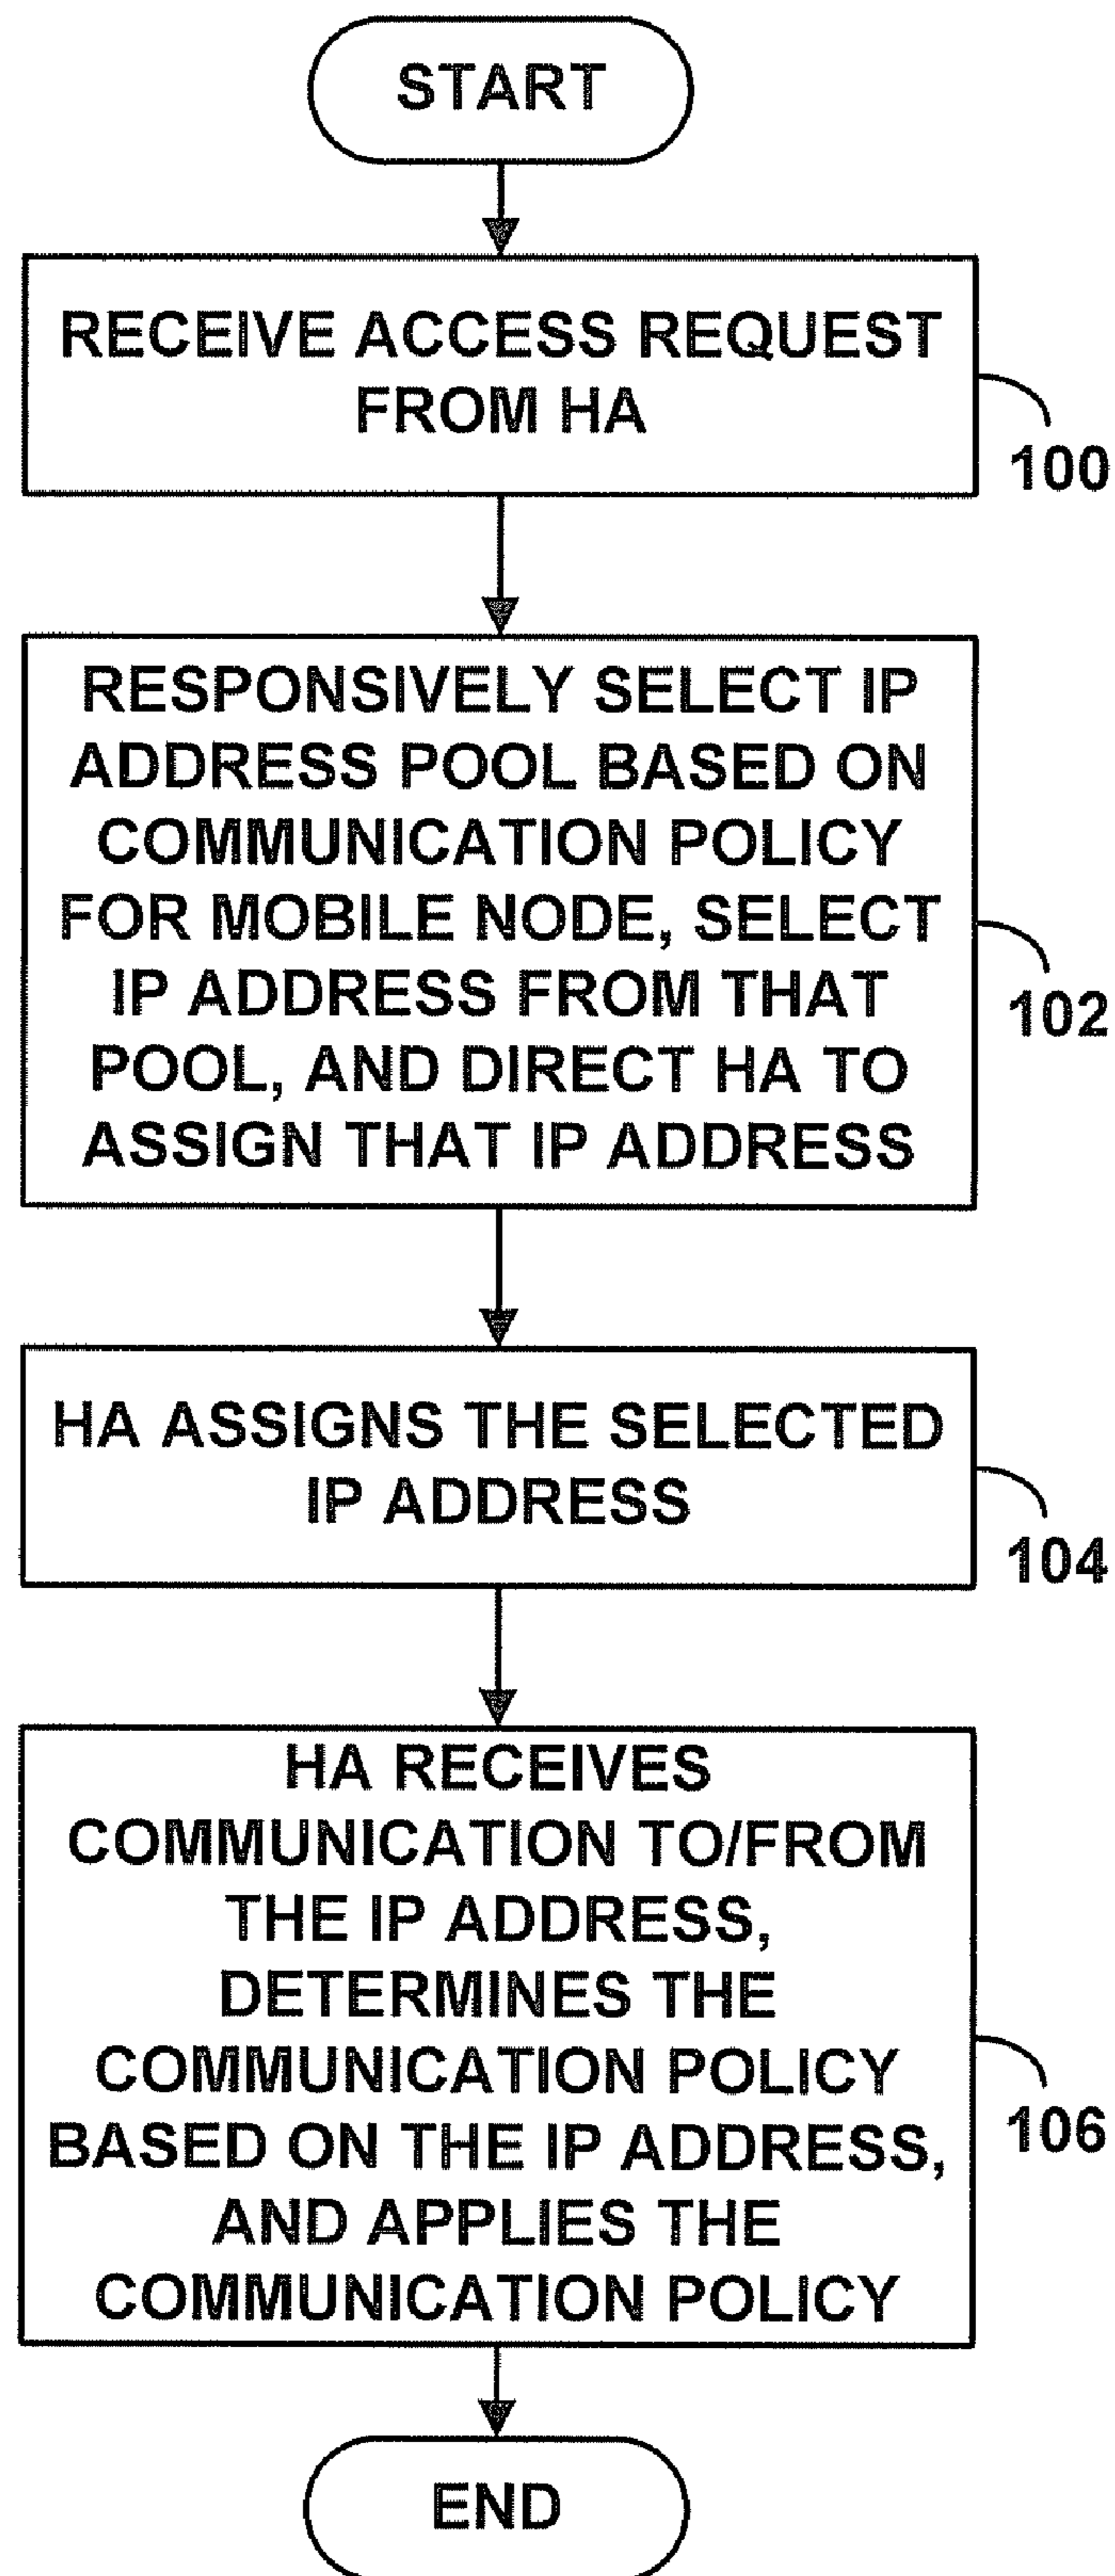 START
RECEIVE ACCESS REQUEST
FROM HA
100
RESPONSIVELY SELECT IP
ADDRESS POOL BASED ON
COMMUNICATION POLICY
FOR MOBILE NODE, SELECT
IP ADDRESS FROM THAT
POOL, AND DIRECT HA TO
ASSIGN THAT IP ADDRESS
102
HA ASSIGNS THE SELECTED
IP ADDRESS
104
HA RECEIVES
COMMUNICATION TO/FROM
THE IP ADDRESS,
DETERMINES THE
COMMUNICATION POLICY
BASED ON THE IP ADDRESS,
AND APPLIES THE
COMMUNICATION POLICY
106
END